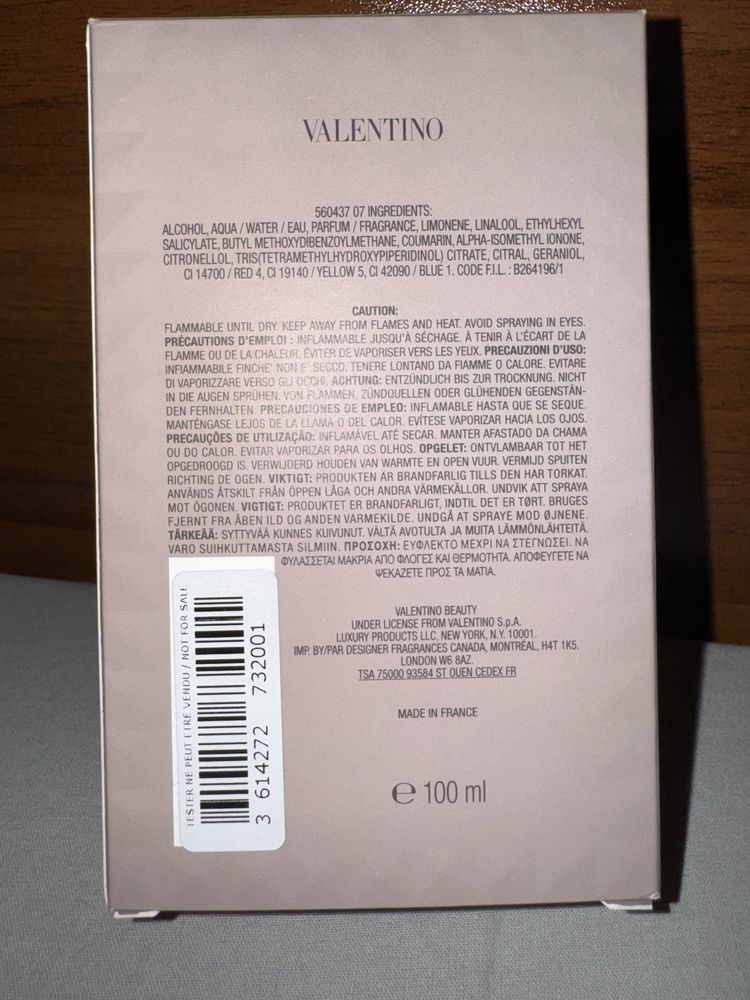 VALENTINO
560437 07 INGREDIENTS:
ALCOHOL, AQUA / WATER / EAU, PARFUM / FRAGRANCE, LIMONENE, LINALOOL, ETHYLHEXYL
SALICYLATE, BUTYL METHOXYDIBENZOYLMETHANE, COUMARIN, ALPHA-ISOMETHYL IONONE,
CITRONELLOL, TRIS(TETRAMETHYLHYDROXYPIPERIDINOL) CITRATE, CITRAL, GERANIOL,
CI 14700 / RED 4, CI 19140 / YELLOW 5, CI 42090 / BLUE 1. CODE F.I.L. : B264196/1
CAUTION:
FLAMMABLE UNTIL DRY. KEEP AWAY FROM FLAMES AND HEAT. AVOID SPRAYING IN EYES.
PRÉCAUTIONS D'EMPLOI : INFLAMMABLE JUSQU'À SÉCHAGE. À TENIR À L'ÉCART DE LA
FLAMME OU DE LA CHALEUR. ÉVITER DE VAPORISER VERS LES YEUX. PRECAUZIONI D'USO:
INFIAMMABILE FINCHE' NON E' SECCO. TENERE LONTANO DA FIAMME O CALORE. EVITARE
DI VAPORIZZARE VERSO GLI OCCHI. ACHTUNG: ENTZÜNDLICH BIS ZUR TROCKNUNG. NICHT
IN DIE AUGEN SPRÜHEN. VON FLAMMEN, ZÜNDQUELLEN ODER GLÜHENDEN GEGENSTÄN-
DEN FERNHALTEN. PRECAUCIONES DE EMPLEO: INFLAMABLE HASTA QUE SE SEQUE.
MANTÉNGASE LEJOS DE LA LLAMA O DEL CALOR. EVÍTESE VAPORIZAR HACIA LOS OJOS.
PRECAUÇÕES DE UTILIZAÇÃO: INFLAMÁVEL ATÉ SECAR. MANTER AFASTADO DA CHAMA
OU DO CALOR. EVITAR VAPORIZAR PARA OS OLHOS. OPGELET: ONTVLAMBAAR TOT HET
OPGEDROOGD IS. VERWIJDERD HOUDEN VAN WARMTE EN OPEN VUUR. VERMIJD SPUITEN
RICHTING DE OGEN. VIKTIGT: PRODUKTEN ÄR BRANDFARLIG TILLS DEN HAR TORKAT.
ANVÄNDS ÅTSKILT FRÅN ÖPPEN LÅGA OCH ANDRA VÄRMEKÄLLOR. UNDVIK ATT SPRAYA
MOT ÖGONEN. VIGTIGT: PRODUKTET ER BRANDFARLIGT, INDTIL DET ER TØRT. BRUGES
FJERNT FRA ÅBEN ILD OG ANDEN VARMEKILDE. UNDGÅ AT SPRAYE MOD ØJNENE.
TÄRKEÄÄ: SYTTYVÄÄ KUNNES KUIVUNUT. VÄLTÄ AVOTULTA JA MUITA LÄMMÖNLÄHTEITÄ.
VARO SUIHKUTTAMASTA SILMIIN. ΠΡΟΣΟΧΗ: ΕΥΦΛΕΚΤΟ ΜΕΧΡΙ ΝΑ ΣΤΕΓΝΩΣΕΙ. ΝΑ
ΦΥΛΑΣΣΕΤΑΙ ΜΑΚΡΙΑ ΑΠΟ ΦΛΟΓΕΣ ΚΑΙ ΘΕΡΜΟΤΗΤΑ. ΑΠΟΦΕΥΓΕΤΕ ΝΑ
ΨΕΚΑΖΕΤΕ ΠΡΟΣ ΤΑ ΜΑΤΙΑ.
VALENTINO BEAUTY
UNDER LICENSE FROM VALENTINO S.p.A.
LUXURY PRODUCTS LLC, NEW YORK, N.Y. 10001.
IMP. BY/PAR DESIGNER FRAGRANCES CANADA, MONTRÉAL, H4T 1K5.
LONDON W6 8AZ.
TSA 75000 93584 ST OUEN CEDEX FR
MADE IN FRANCE
e 100 ml
TESTER NE PEUT ETRE VENDU / NOT FOR SALE
3 614272 732001